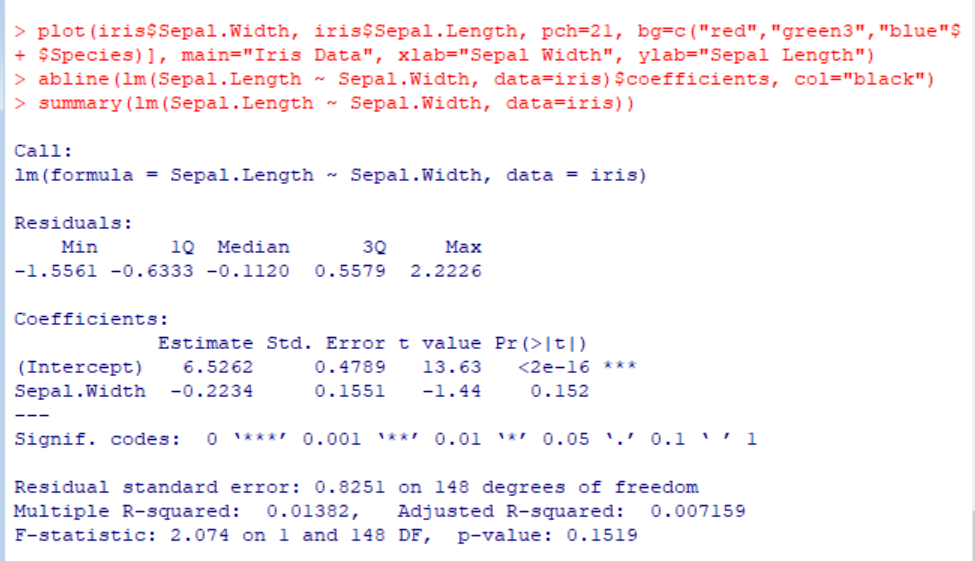 > plot(iris$Sepal.Width, iris$Sepal.Length, pch=21, bg=c("red","green3","blue"$
+ $Species)], main="Iris Data", xlab="Sepal Width", ylab="Sepal Length")
> abline(lm(Sepal.Length ~ Sepal.Width, data=iris)$coefficients, col="black")
> summary(lm(Sepal.Length ~ Sepal.Width, data=iris))
Call:
lm(formula = Sepal.Length ~ Sepal.Width, data = iris)
Residuals:
    Min      1Q  Median      3Q     Max
-1.5561 -0.6333 -0.1120  0.5579  2.2226
Coefficients:
            Estimate Std. Error t value Pr(>|t|)
(Intercept)   6.5262     0.4789   13.63   <2e-16 ***
Sepal.Width  -0.2234     0.1551   -1.44    0.152
---
Signif. codes:  0 ‘***’ 0.001 ‘**’ 0.01 ‘*’ 0.05 ‘.’ 0.1 ‘ ’ 1
Residual standard error: 0.8251 on 148 degrees of freedom
Multiple R-squared:  0.01382,   Adjusted R-squared:  0.007159
F-statistic: 2.074 on 1 and 148 DF,  p-value: 0.1519